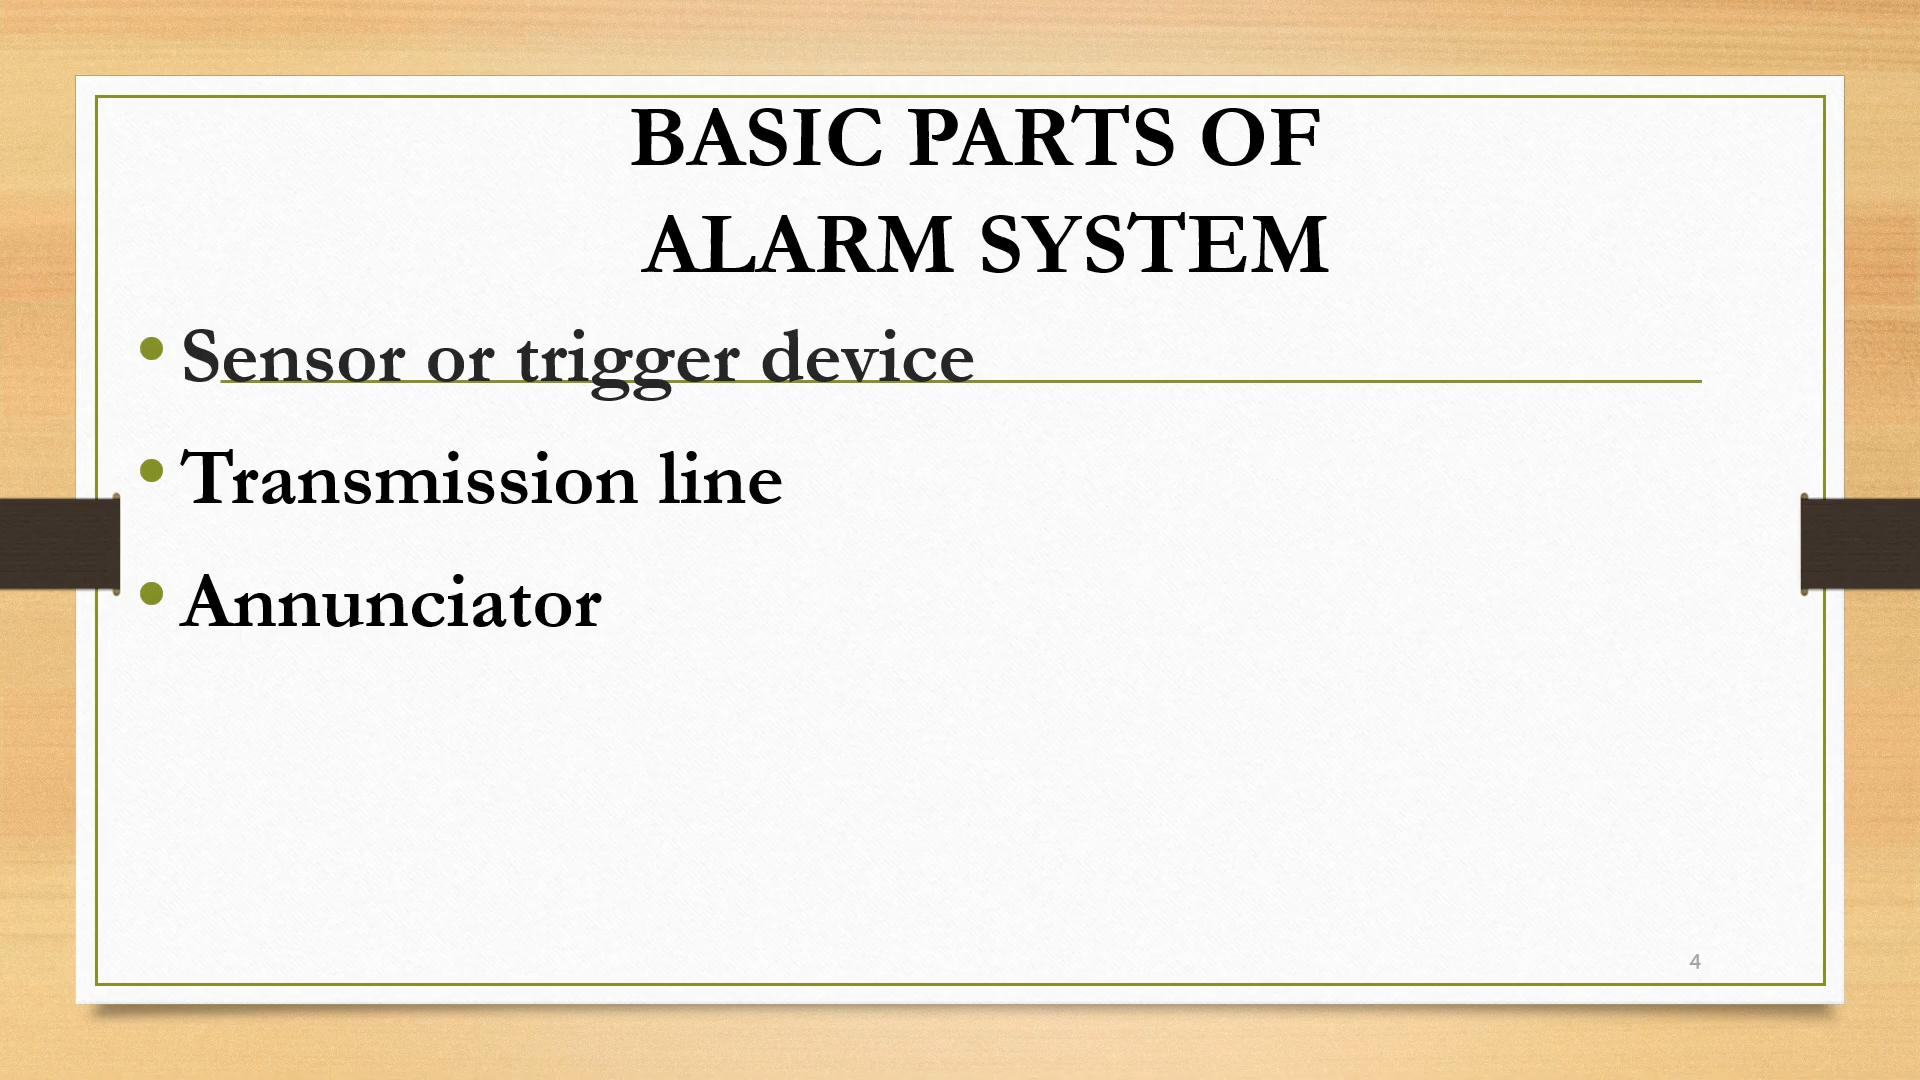 BASIC PARTS OF
ALARM SYSTEM
• Sensor or trigger device
• Transmission line
• Annunciator
4